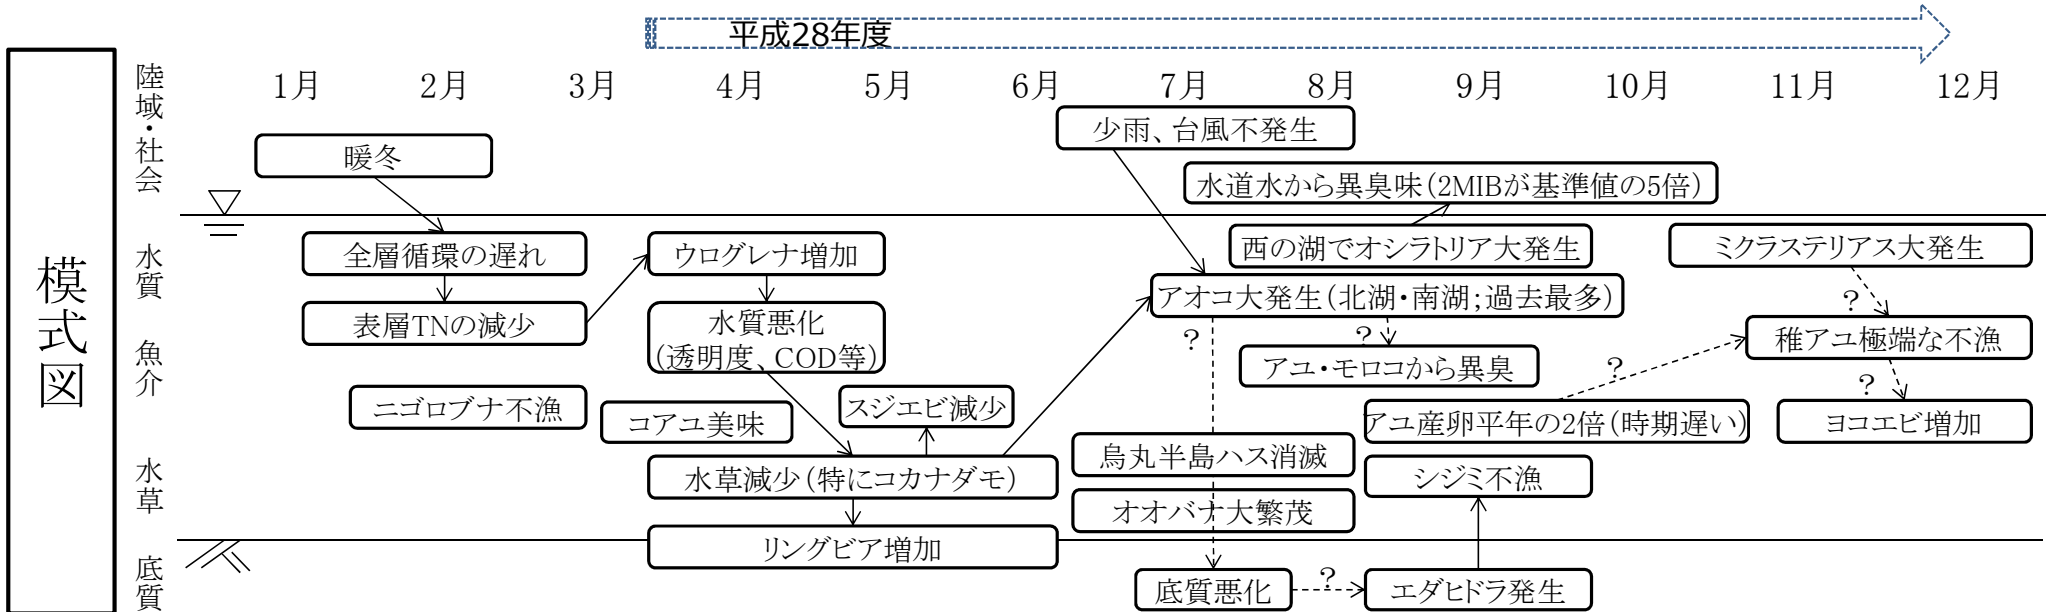 平成28年度
1月 2月 3月 4月 5月 6月 7月 8月 9月 10月 11月 12月
模式図
陸域・社会
水質
魚介
水草
底質
少雨、台風不発生
暖冬
水道水から異臭味(2MIBが基準値の5倍)
全層循環の遅れ
ウログレナ増加
西の湖でオシラトリア大発生
ミクラステリアス大発生
表層TNの減少
水質悪化
(透明度、COD等)
アオコ大発生(北湖・南湖;過去最多)
?
?
?
稚アユ極端な不漁
アユ・モロコから異臭
?
?
ニゴロブナ不漁
コアユ美味
スジエビ減少
アユ産卵平年の2倍(時期遅い)
ヨコエビ増加
烏丸半島ハス消滅
水草減少(特にコカナダモ)
シジミ不漁
オオバナ大繁茂
リングビア増加
底質悪化
?
エダヒドラ発生